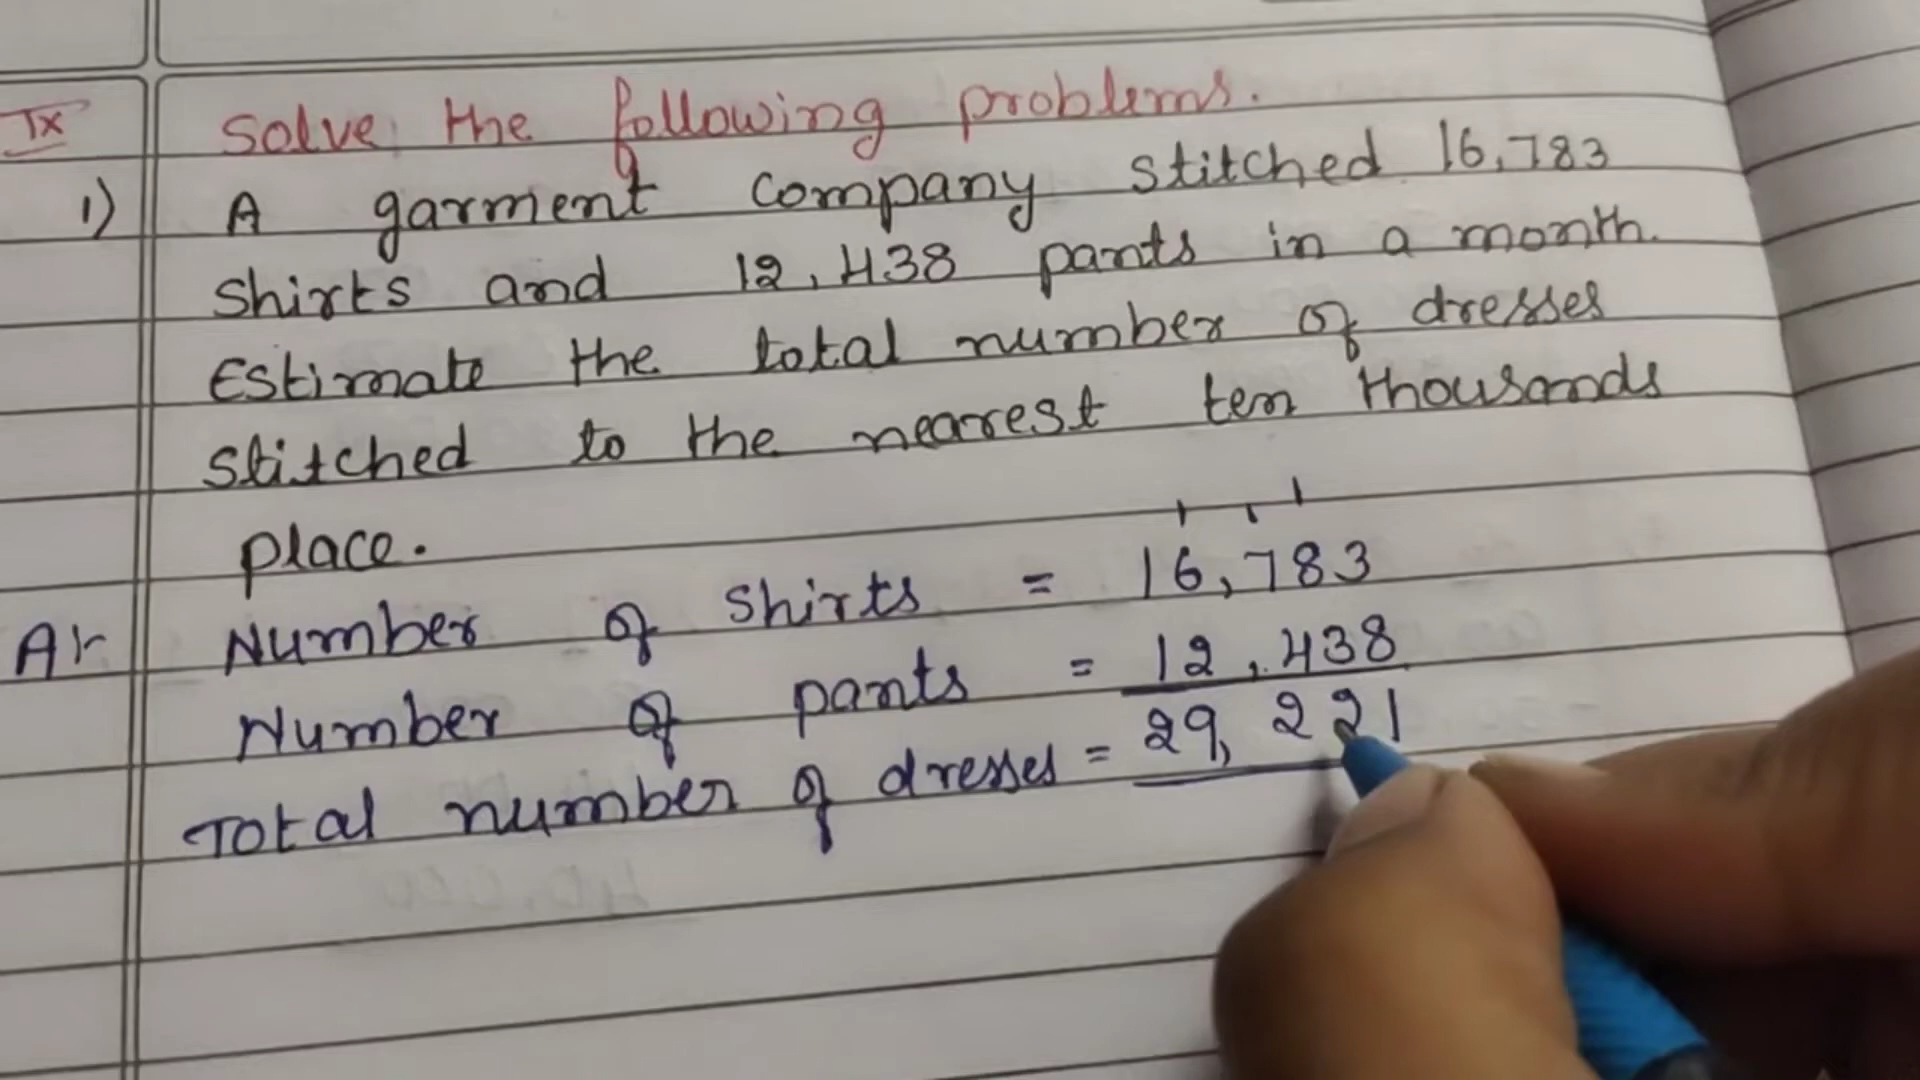 IX Solve the following problems.
1) A garment company stitched 16,783
shirts and 12,438 pants in a month.
Estimate the total number of dresses
stitched to the nearest ten thousands
place.
A1- Number of shirts = 16,783
Number of pants = 12,438
Total number of dresses = 29,221